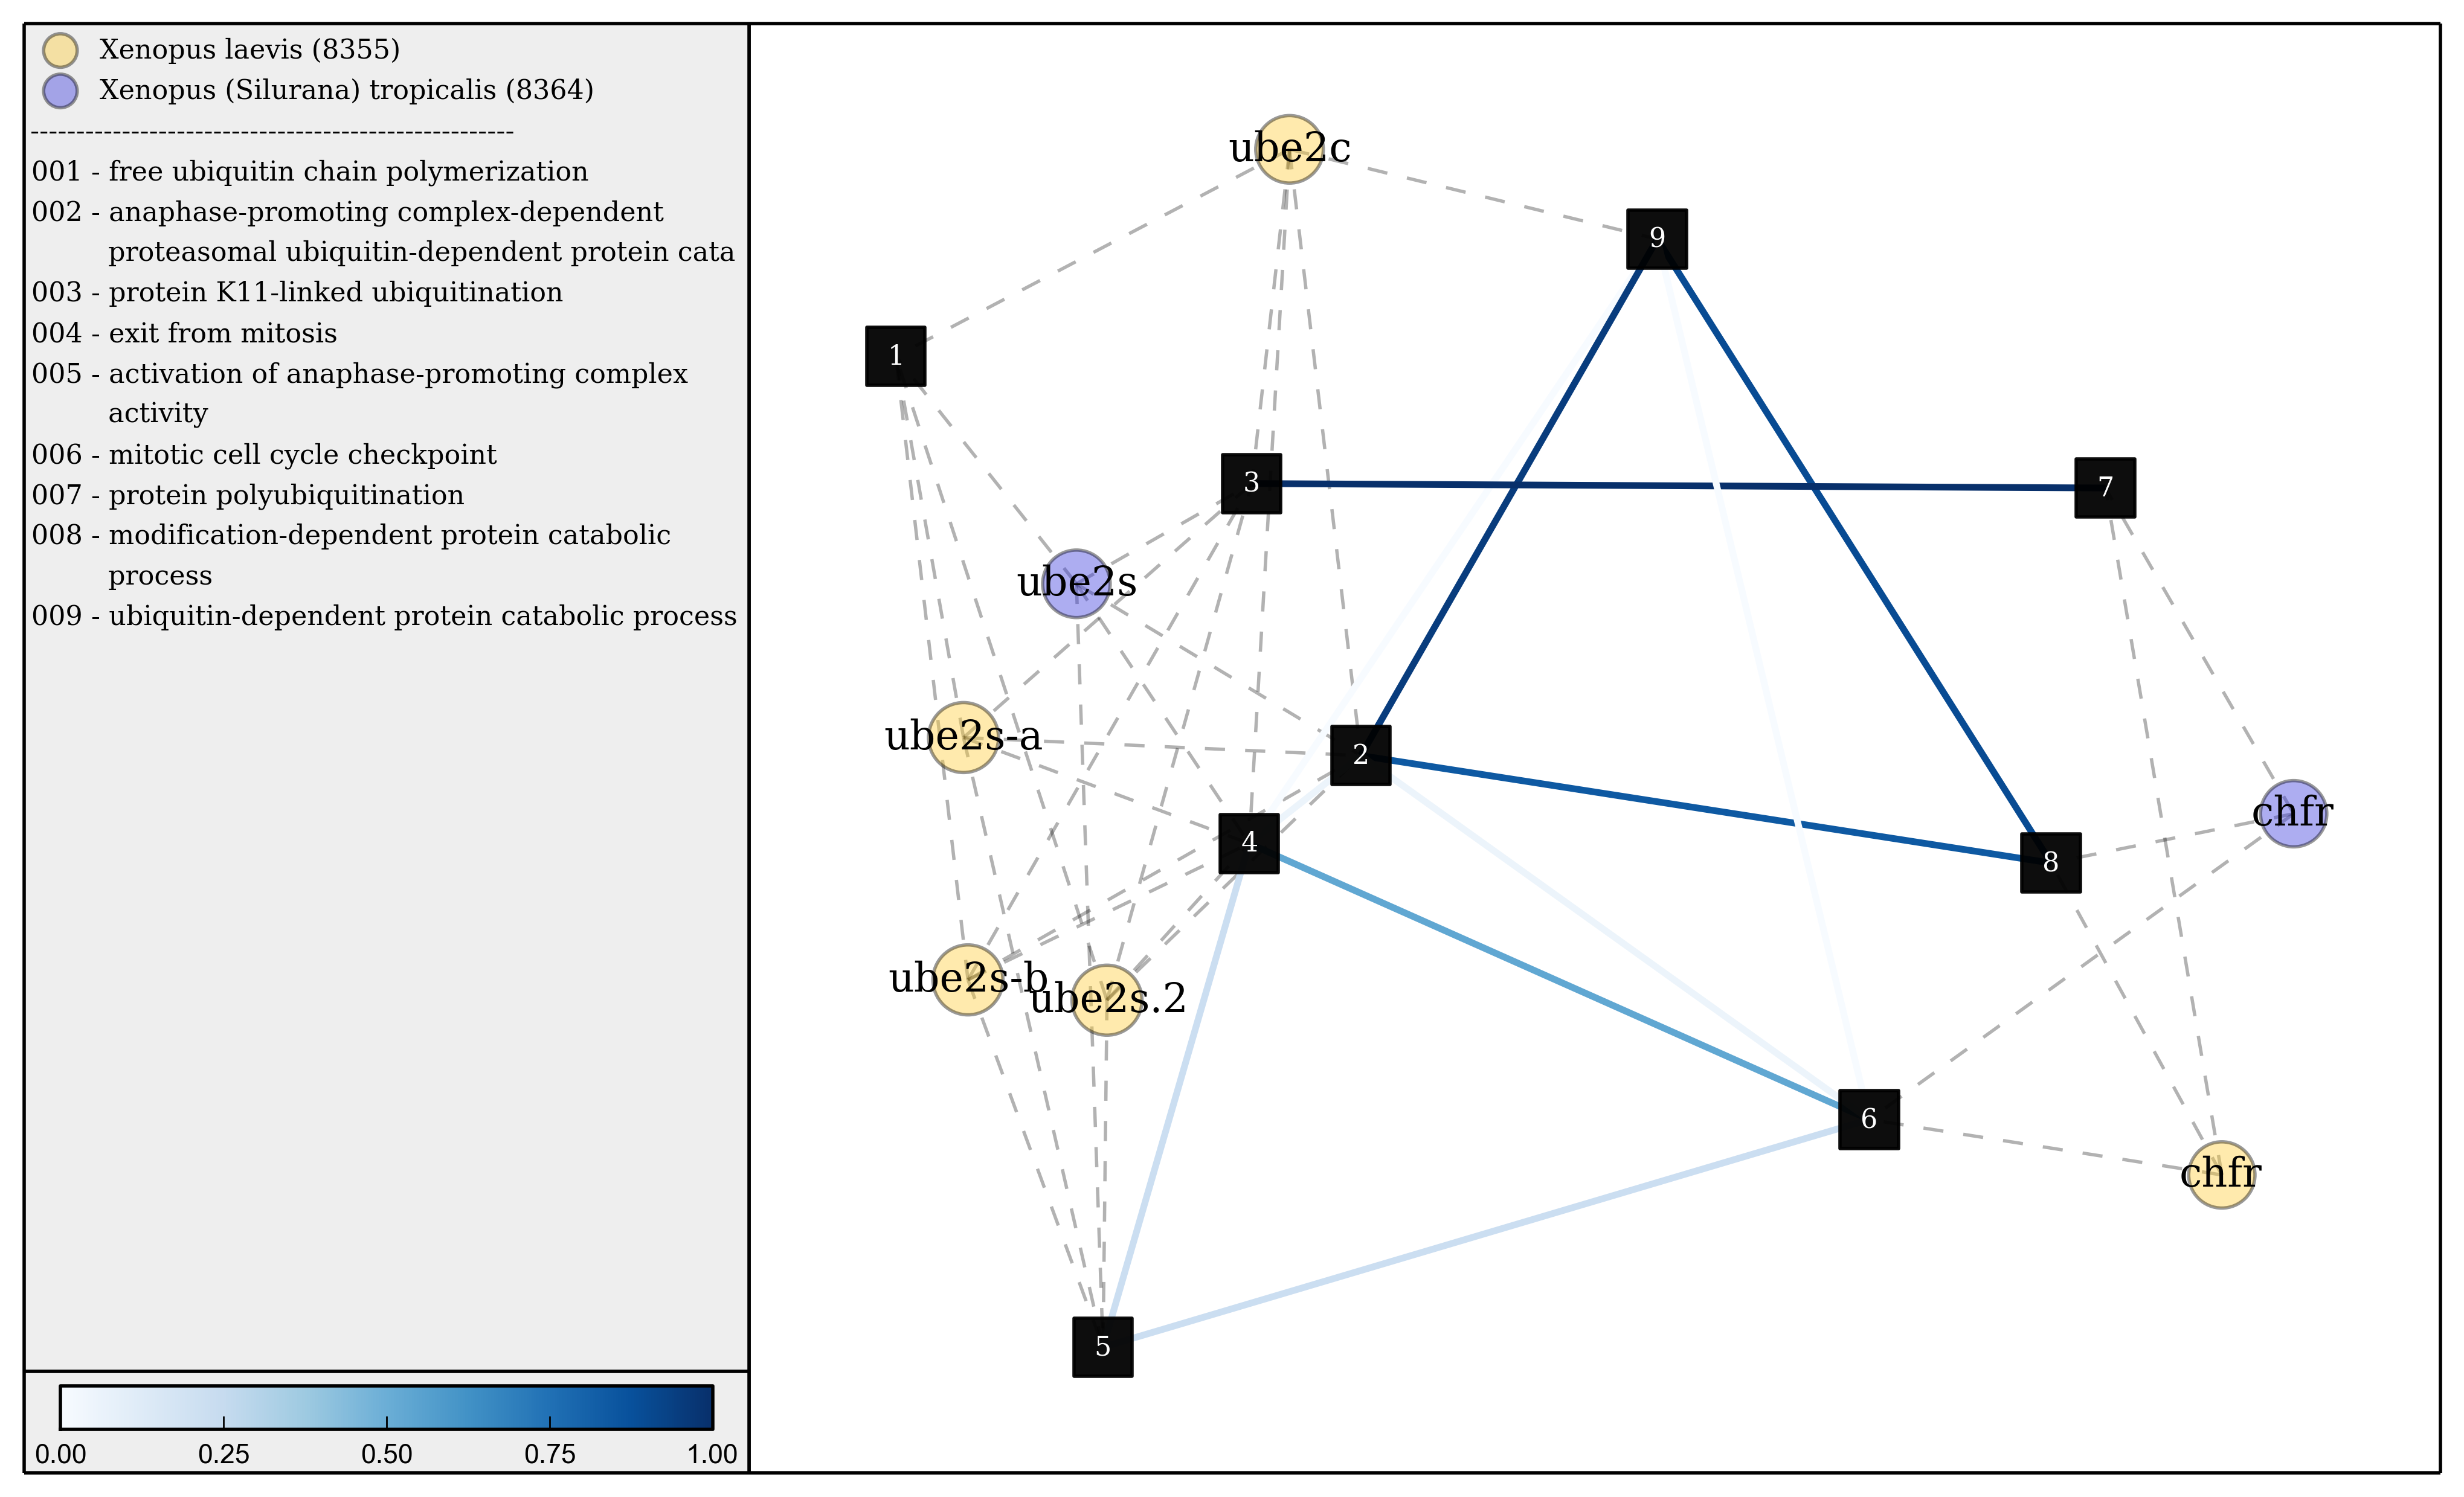 Xenopus laevis (8355)
Xenopus (Silurana) tropicalis (8364)
-----------------------------------------------------
001 - free ubiquitin chain polymerization
002 - anaphase-promoting complex-dependent
proteasomal ubiquitin-dependent protein cata
003 - protein K11-linked ubiquitination
004 - exit from mitosis
005 - activation of anaphase-promoting complex
activity
006 - mitotic cell cycle checkpoint
007 - protein polyubiquitination
008 - modification-dependent protein catabolic
process
009 - ubiquitin-dependent protein catabolic process
0.00 0.25 0.50 0.75 1.00
ube2c
9
1
3
7
ube2s
ube2s-a
2
chfr
4
8
ube2s-b
ube2s.2
6
chfr
5